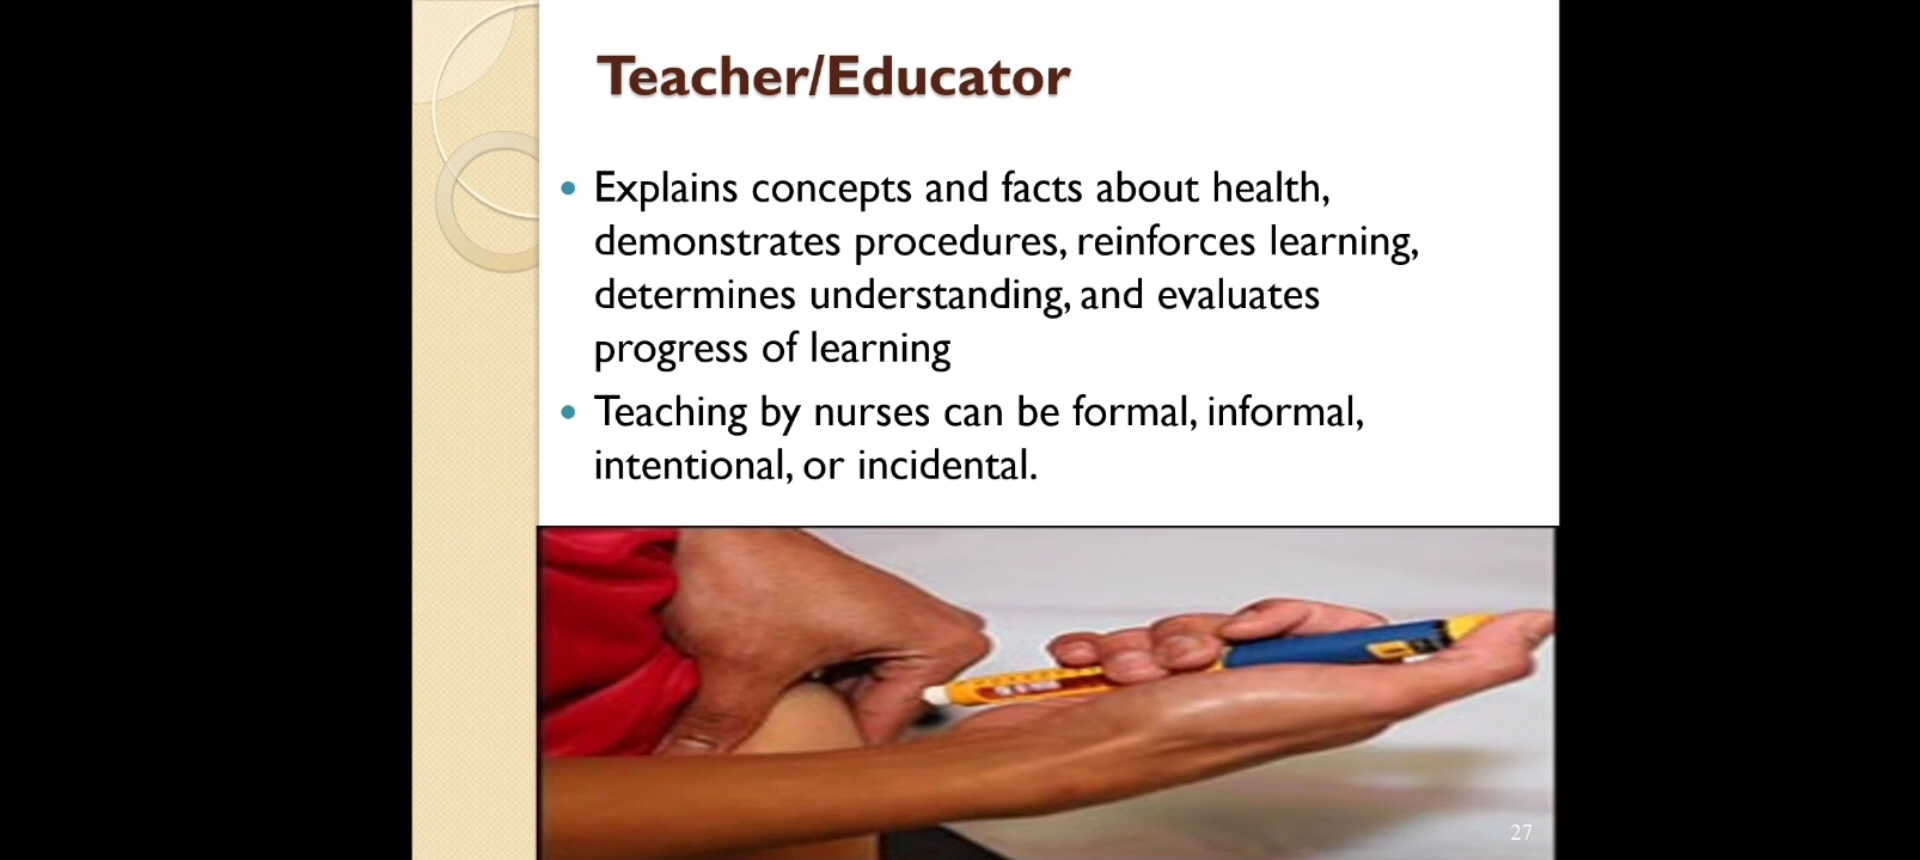 Teacher/Educator
• Explains concepts and facts about health,
demonstrates procedures, reinforces learning,
determines understanding, and evaluates
progress of learning
• Teaching by nurses can be formal, informal,
intentional, or incidental.
27